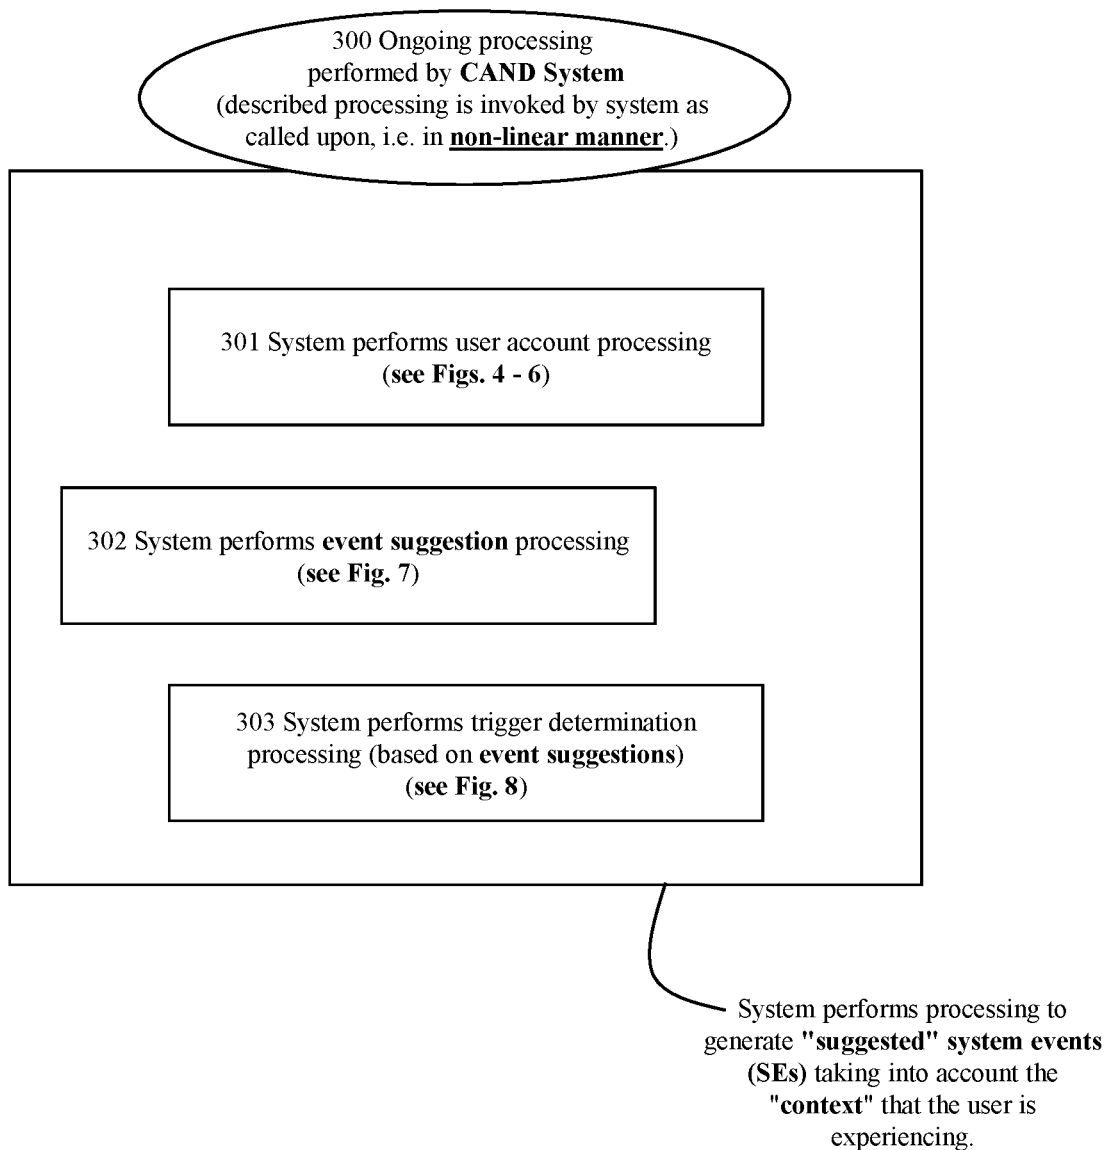 300 Ongoing processing
performed by CAND System
(described processing is invoked by system as
called upon, i.e. in non-linear manner.)
301 System performs user account processing
(see Figs. 4 - 6)
302 System performs event suggestion processing
(see Fig. 7)
303 System performs trigger determination
processing (based on event suggestions)
(see Fig. 8)
System performs processing to
generate "suggested" system events
(SEs) taking into account the
"context" that the user is
experiencing.